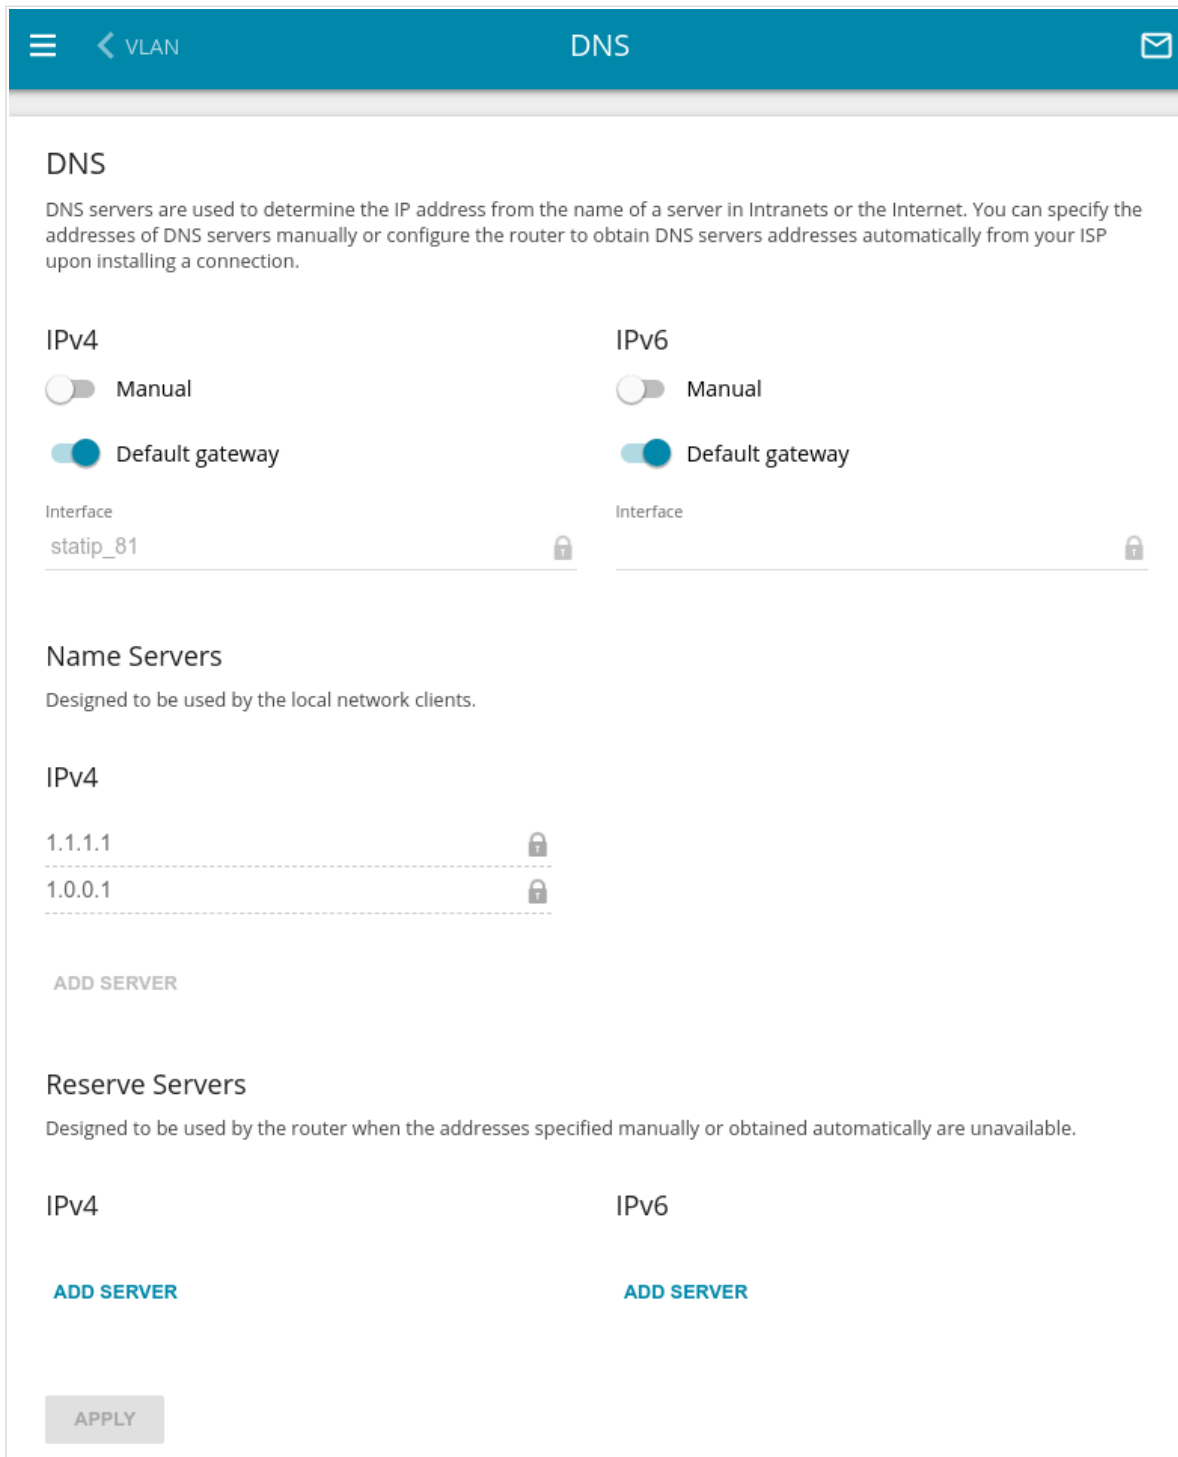 VLAN
DNS
DNS
DNS servers are used to determine the IP address from the name of a server in Intranets or the Internet. You can specify the
addresses of DNS servers manually or configure the router to obtain DNS servers addresses automatically from your ISP
upon installing a connection.
IPv4
IPv6
Manual
Manual
Default gateway
Default gateway
Interface
Interface
statip_81
Name Servers
Designed to be used by the local network clients.
IPv4
1.1.1.1
1.0.0.1
ADD SERVER
Reserve Servers
Designed to be used by the router when the addresses specified manually or obtained automatically are unavailable.
IPv4
IPv6
ADD SERVER
ADD SERVER
APPLY